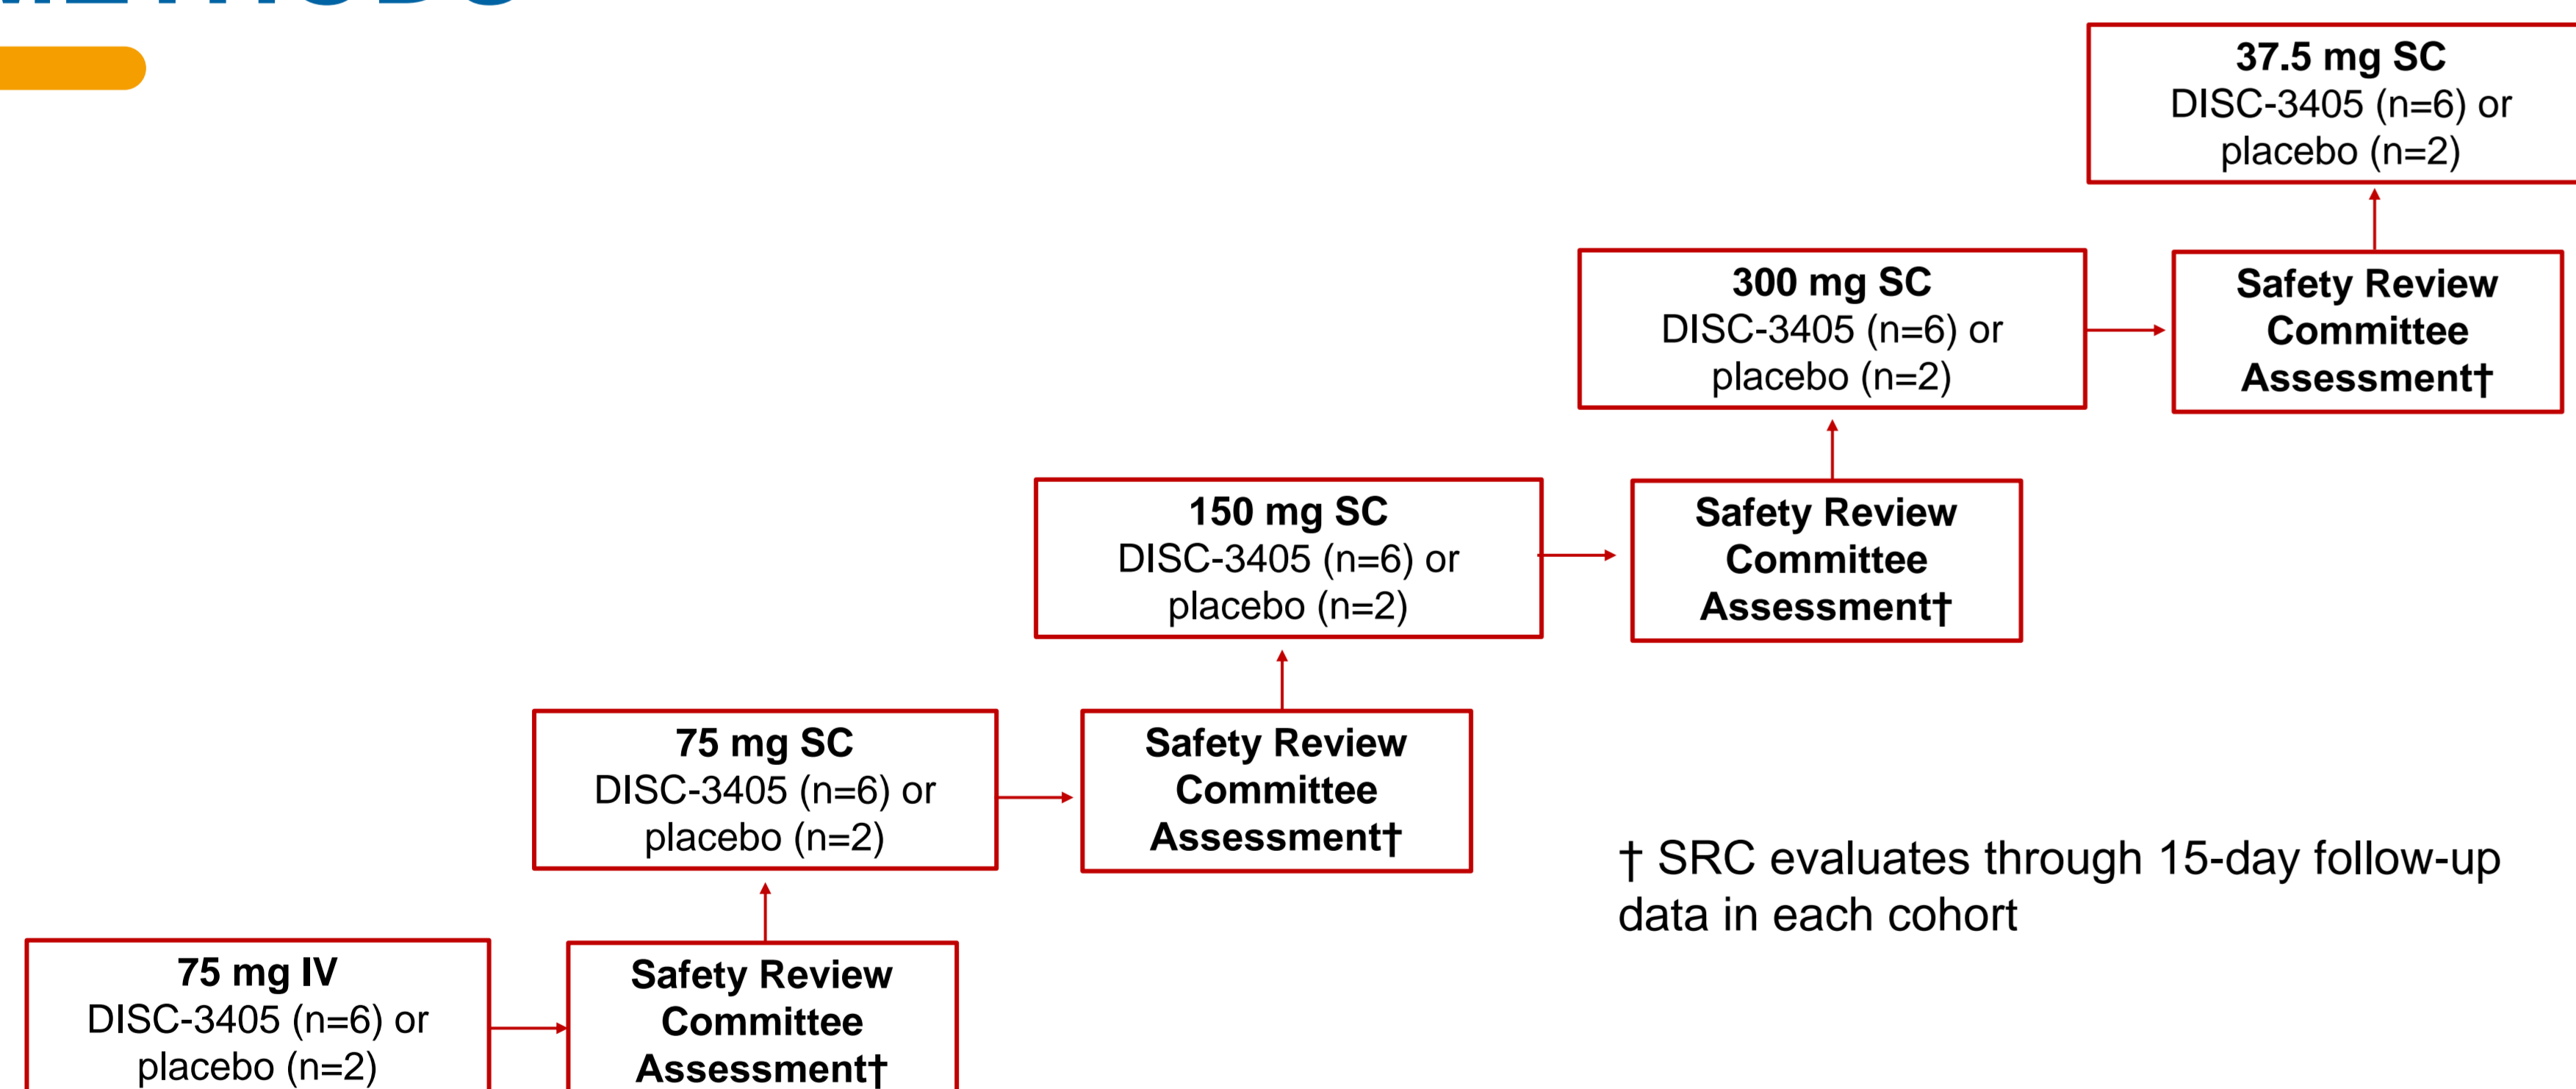 37.5 mg SC
DISC-3405 (n=6) or
placebo (n=2)
300 mg SC
DISC-3405 (n=6) or
placebo (n=2)
Safety Review
Committee
Assessment†
150 mg SC
DISC-3405 (n=6) or
placebo (n=2)
Safety Review
Committee
Assessment†
75 mg SC
DISC-3405 (n=6) or
placebo (n=2)
Safety Review
Committee
Assessment†
† SRC evaluates through 15-day follow-up
data in each cohort
75 mg IV
DISC-3405 (n=6) or
placebo (n=2)
Safety Review
Committee
Assessment†